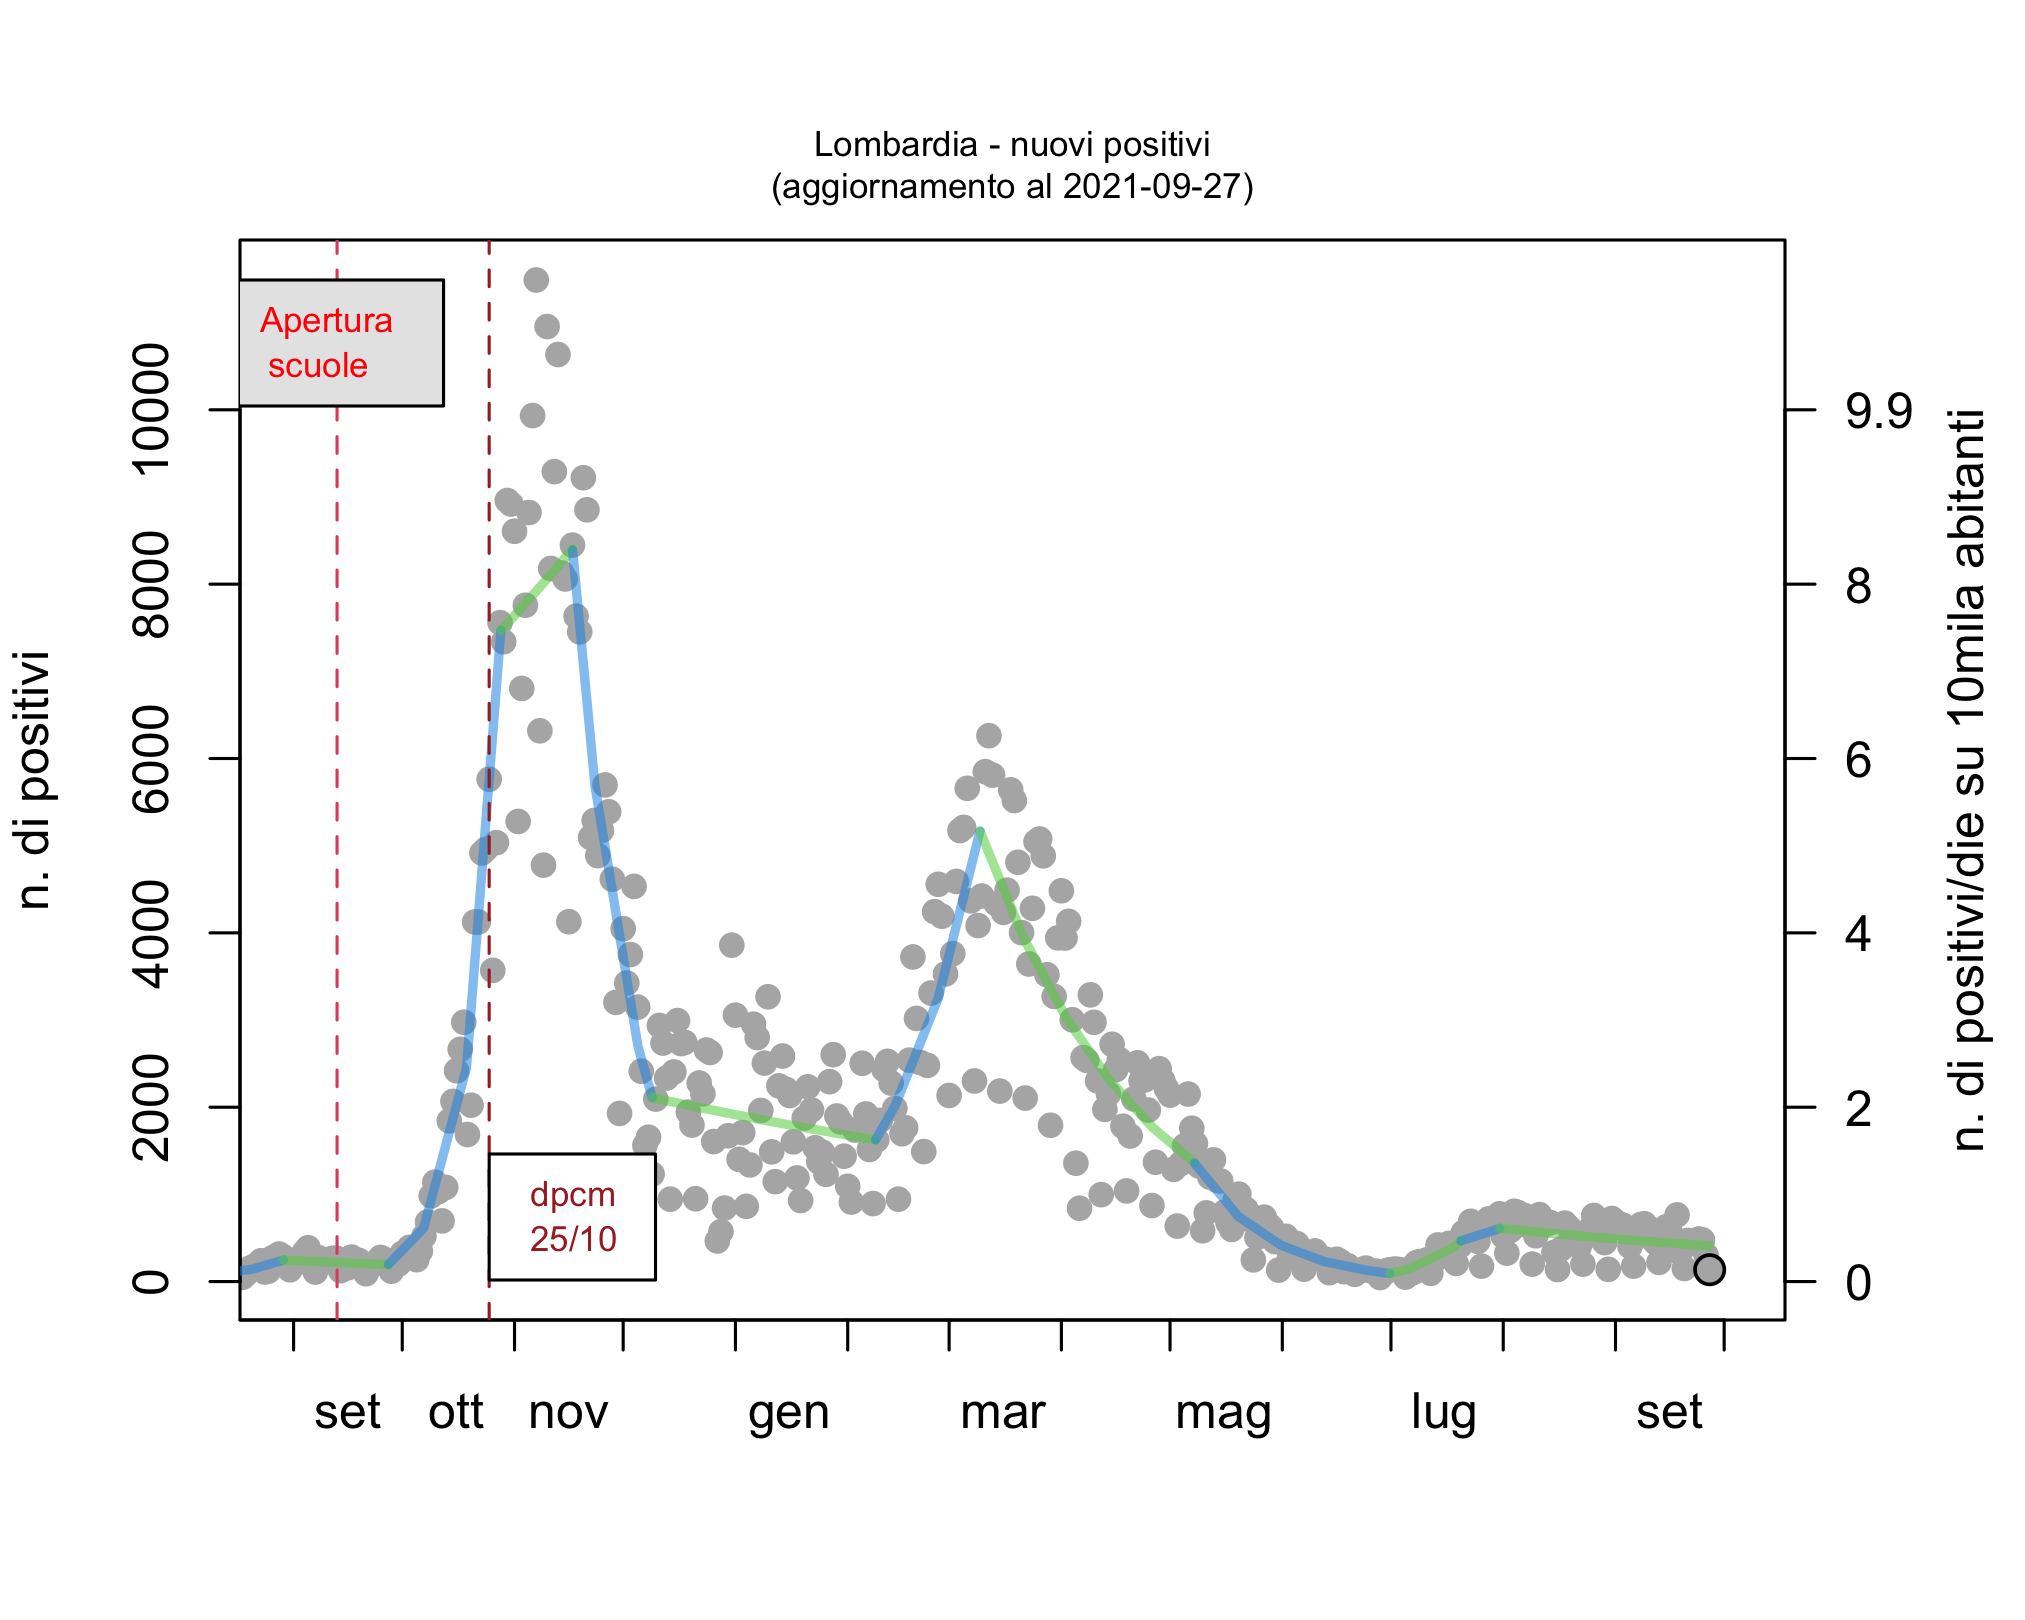 Lombardia - nuovi positivi
(aggiornamento al 2021-09-27)
Apertura
scuole
dpcm
25/10
n. di positivi
0
2000
4000
6000
8000
10000
n. di positivi/die su 10mila abitanti
0
2
4
6
8
9.9
set ott nov gen mar mag lug set